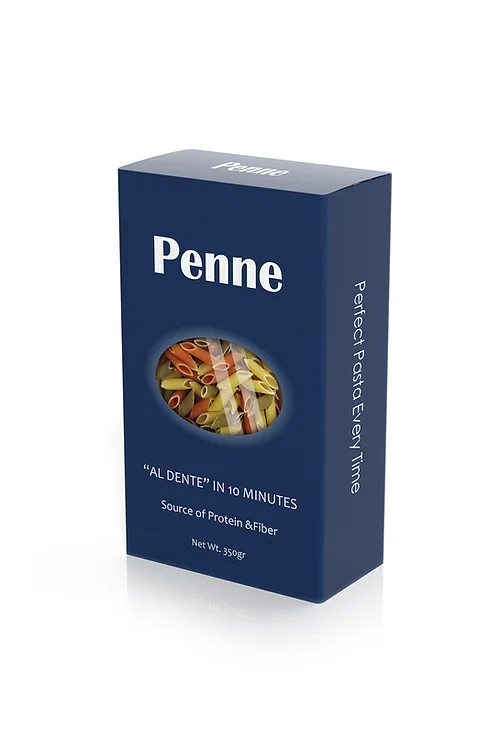 Penne
Penne
"AL DENTE" IN 10 MINUTES
Source of Protein &Fiber
Net Wt. 350gr
Perfect Pasta Every Time